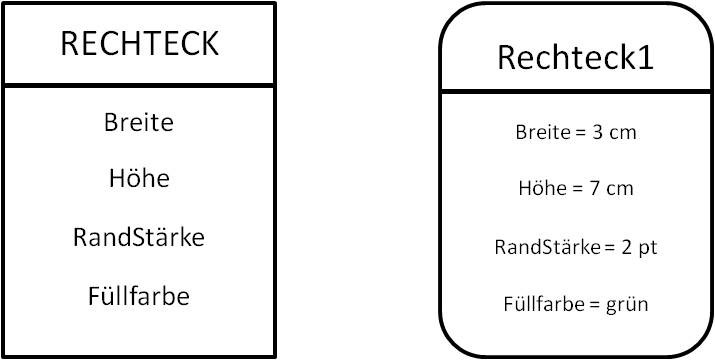 RECHTECK
Breite
Höhe
RandStärke
Füllfarbe
Rechteck1
Breite = 3 cm
Höhe = 7 cm
RandStärke = 2 pt
Füllfarbe = grün